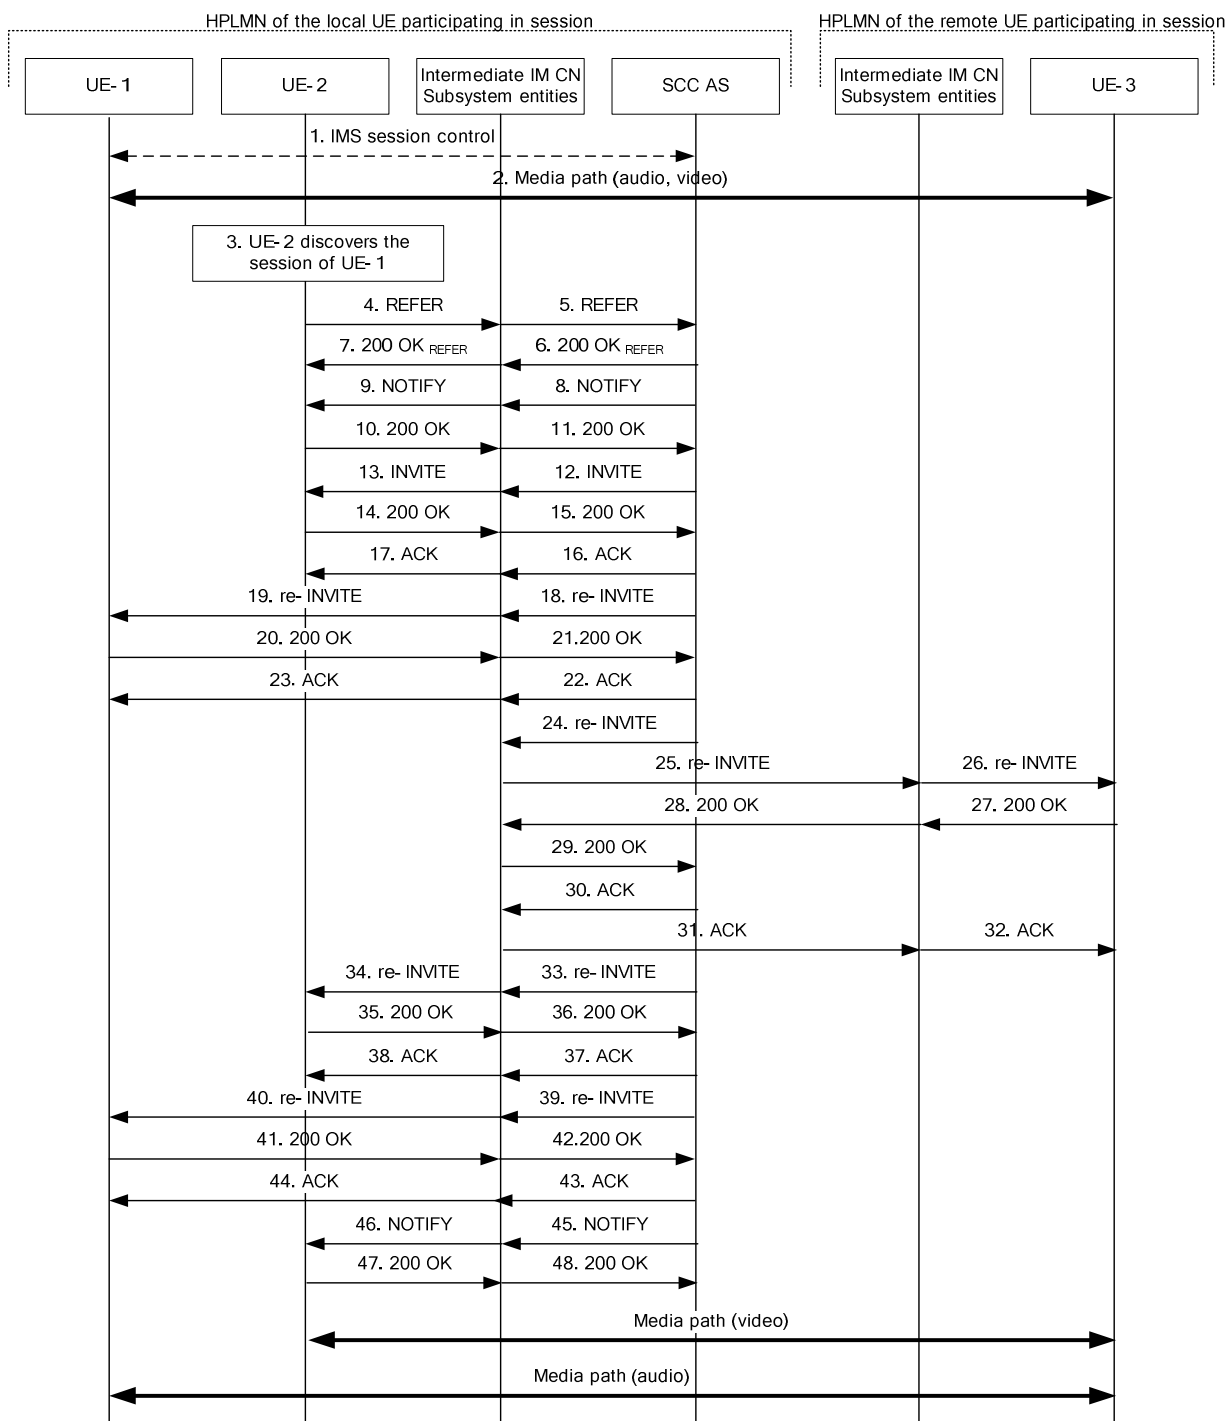 HPLMN of the local UE participating in session
HPLMN of the remote UE participating in session
UE-1
UE-2
Intermediate IM CN
Subsystem entities
SCC AS
Intermediate IM CN
Subsystem entities
UE-3
1. IMS session control
2. Media path (audio, video)
3. UE-2 discovers the
session of UE-1
4. REFER
5. REFER
7. 200 OK REFER
6. 200 OK REFER
9. NOTIFY
8. NOTIFY
10. 200 OK
11. 200 OK
13. INVITE
12. INVITE
14. 200 OK
15. 200 OK
17. ACK
16. ACK
19. re-INVITE
18. re-INVITE
20. 200 OK
21.200 OK
23. ACK
22. ACK
24. re-INVITE
25. re-INVITE
26. re-INVITE
28. 200 OK
27. 200 OK
29. 200 OK
30. ACK
31. ACK
32. ACK
34. re-INVITE
33. re-INVITE
35. 200 OK
36. 200 OK
38. ACK
37. ACK
40. re-INVITE
39. re-INVITE
41. 200 OK
42.200 OK
44. ACK
43. ACK
46. NOTIFY
45. NOTIFY
47. 200 OK
48. 200 OK
Media path (video)
Media path (audio)